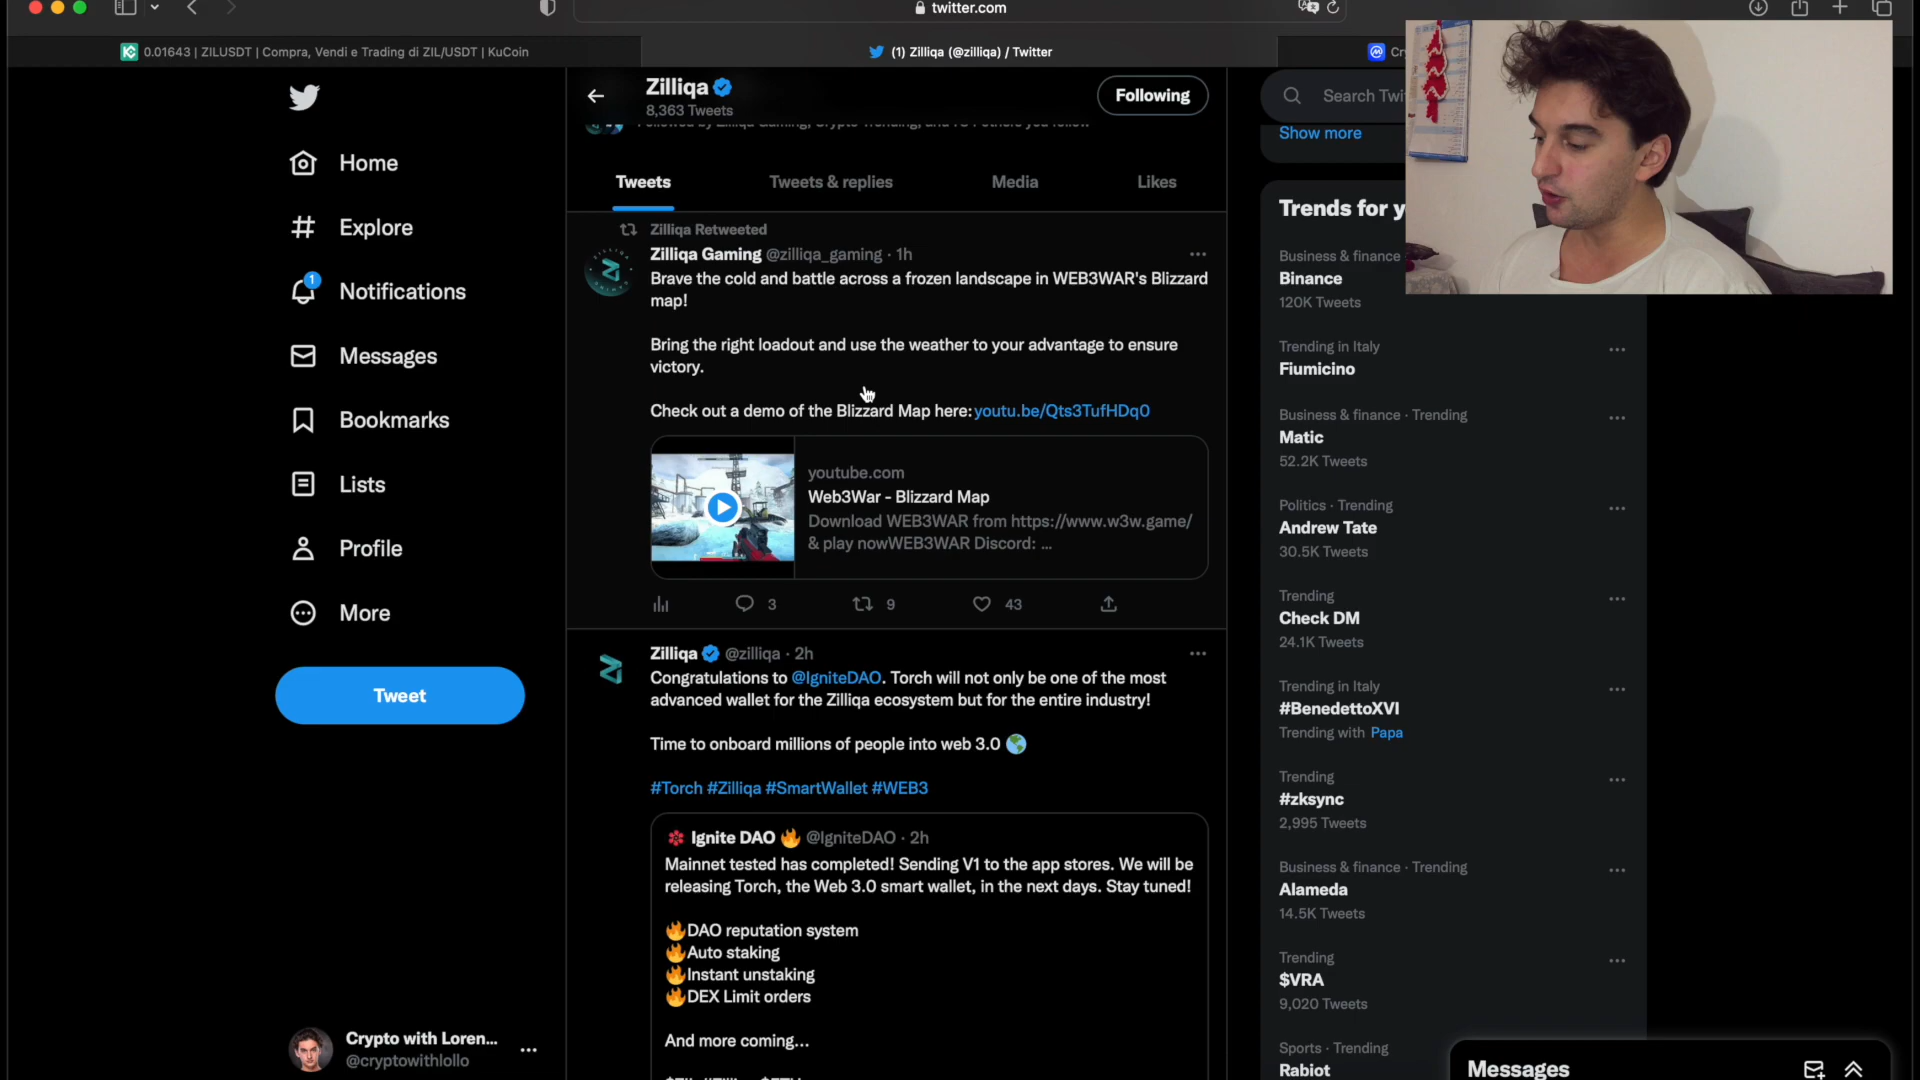 twitter.com
0.01643 | ZILUSDT | Compra, Vendi e Trading di ZIL/USDT | KuCoin
(1) Zilliqa (@zilliqa) / Twitter
Zilliqa
8,363 Tweets
Following
Search Twi
Show more
Home
Explore
1
Notifications
Messages
Bookmarks
Lists
Profile
More
Tweet
Crypto with Loren...
@cryptowithlollo
Tweets
Tweets & replies
Media
Likes
Zilliqa Retweeted
Zilliqa Gaming @zilliqa_gaming · 1h
Brave the cold and battle across a frozen landscape in WEB3WAR's Blizzard
map!
Bring the right loadout and use the weather to your advantage to ensure
victory.
Check out a demo of the Blizzard Map here: youtu.be/Qts3TufHDq0
youtube.com
Web3War - Blizzard Map
Download WEB3WAR from https://www.w3w.game/
& play nowWEB3WAR Discord: ...
3
9
43
Zilliqa @zilliqa · 2h
Congratulations to @IgniteDAO. Torch will not only be one of the most
advanced wallet for the Zilliqa ecosystem but for the entire industry!
Time to onboard millions of people into web 3.0 🌎
#Torch #Zilliqa #SmartWallet #WEB3
Ignite DAO 🔥 @IgniteDAO · 2h
Mainnet tested has completed! Sending V1 to the app stores. We will be
releasing Torch, the Web 3.0 smart wallet, in the next days. Stay tuned!
🔥DAO reputation system
🔥Auto staking
🔥Instant unstaking
🔥DEX Limit orders
And more coming...
Trends for y
Business & finance
Binance
120K Tweets
Trending in Italy
Fiumicino
Business & finance · Trending
Matic
52.2K Tweets
Politics · Trending
Andrew Tate
30.5K Tweets
Trending
Check DM
24.1K Tweets
Trending in Italy
#BenedettoXVI
Trending with Papa
Trending
#zksync
2,995 Tweets
Business & finance · Trending
Alameda
14.5K Tweets
Trending
$VRA
9,020 Tweets
Sports · Trending
Rabiot
Messages